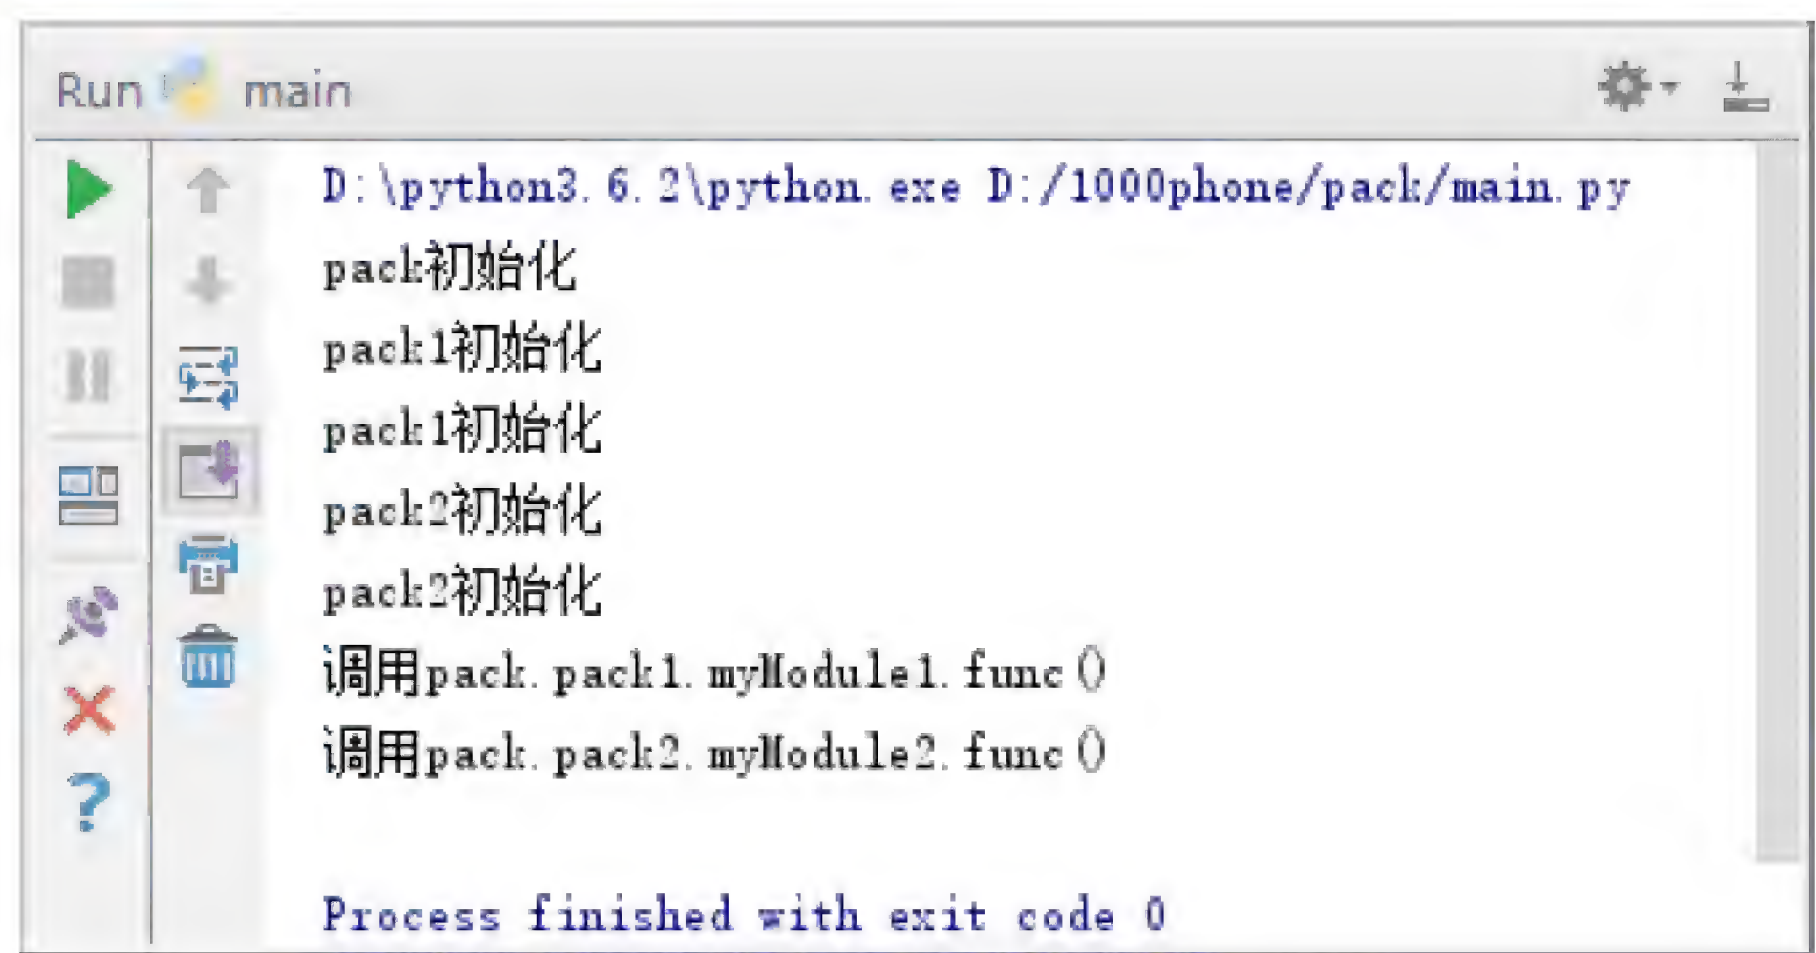 Run main
D:\python3.6.2\python.exe D:/1000phone/pack/main.py
pack初始化
pack1初始化
pack1初始化
pack2初始化
pack2初始化
调用pack.pack1.myModule1.func()
调用pack.pack2.myModule2.func()
Process finished with exit code 0